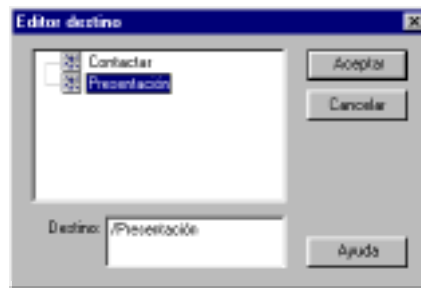 Editor destino
Contactar
Presentación
Aceptar
Cancelar
Destino: /Presentación
Ayuda